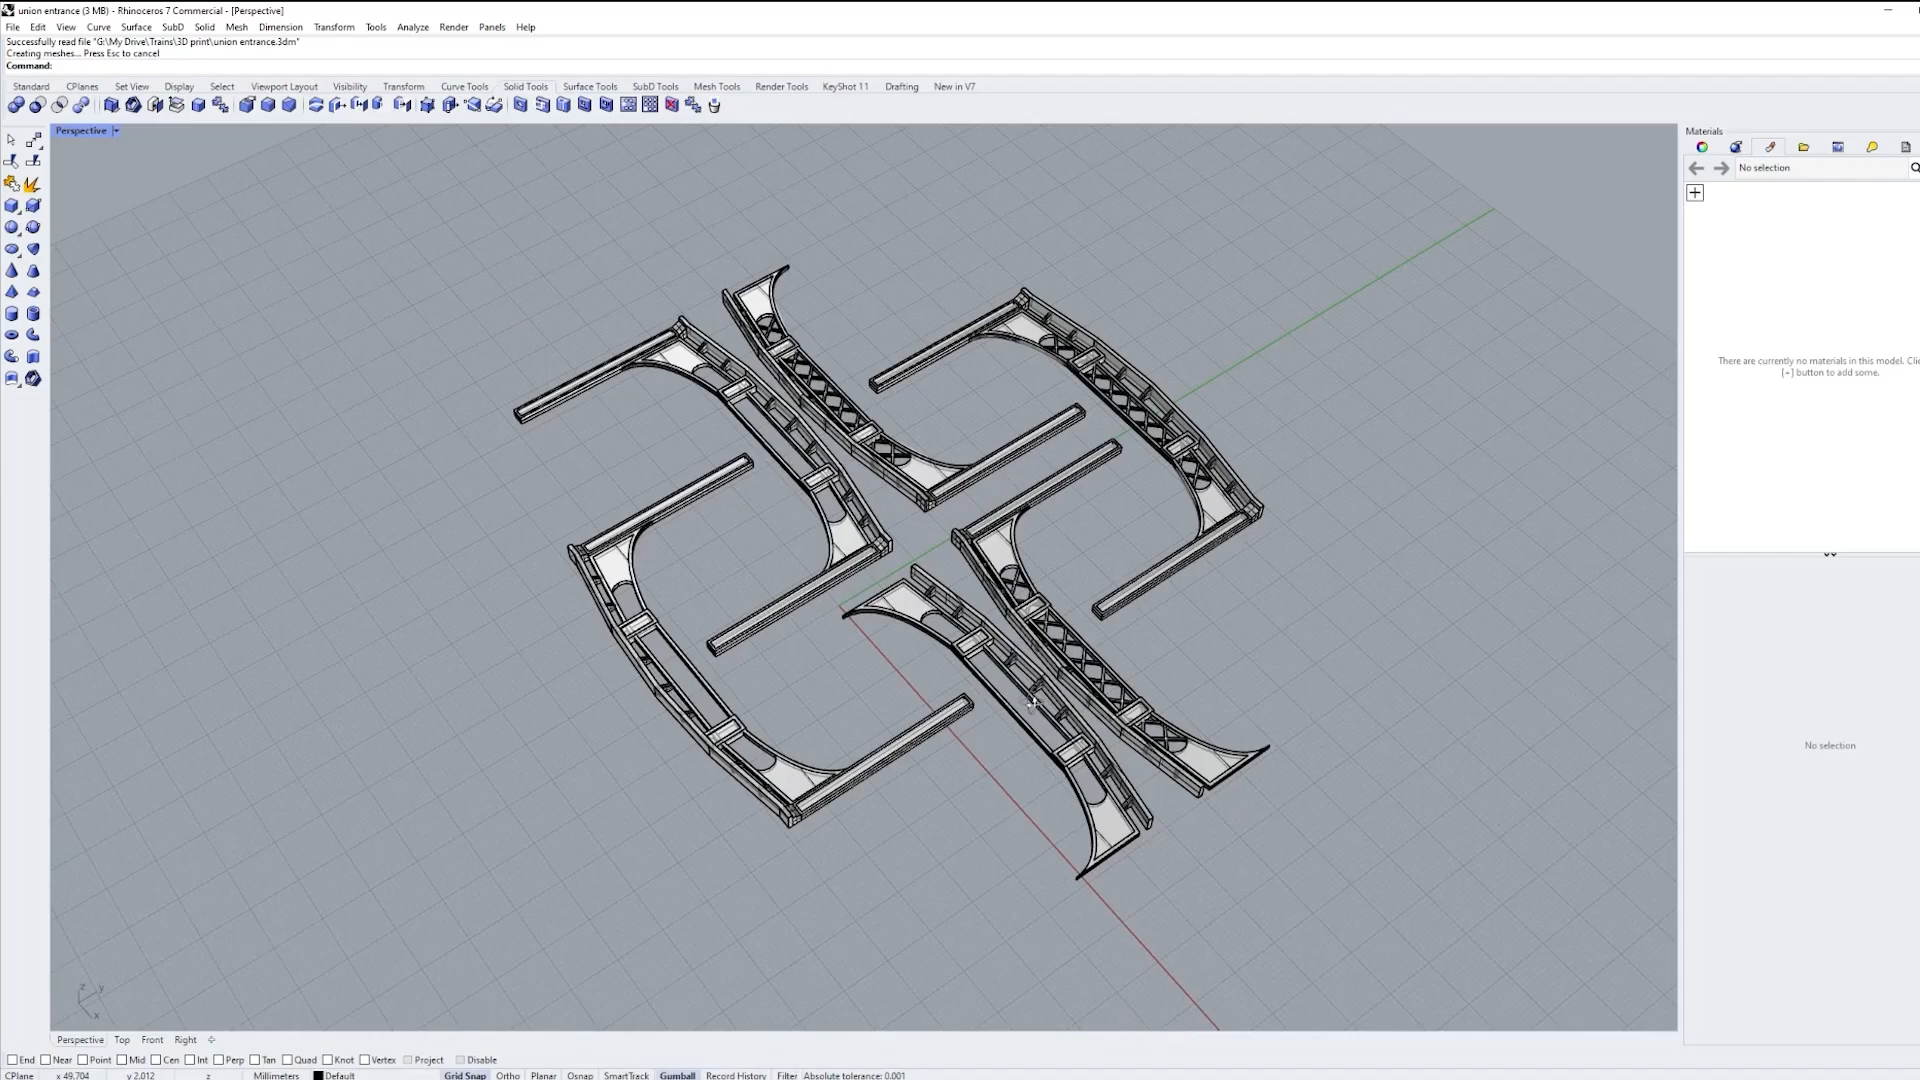 union entrance (3 MB) - Rhinoceros 7 Commercial - [Perspective]
File Edit View Curve Surface SubD Solid Mesh Dimension Transform Tools Analyze Render Panels Help
Successfully read file "G:\My Drive\Trains\3D print\union entrance.3dm"
Creating meshes... Press Esc to cancel
Command:
Standard CPlanes Set View Display Select Viewport Layout Visibility Transform Curve Tools Solid Tools Surface Tools SubD Tools Mesh Tools Render Tools KeyShot 11 Drafting New in V7
Perspective
Materials
No selection
There are currently no materials in this model. Clic
[+] button to add some.
No selection
z y
x
Perspective Top Front Right
End Near Point Mid Cen Int Perp Tan Quad Knot Vertex Project Disable
CPlane x 49.704 y 2.012 z Millimeters Default Grid Snap Ortho Planar Osnap SmartTrack Gumball Record History Filter Absolute tolerance: 0.001